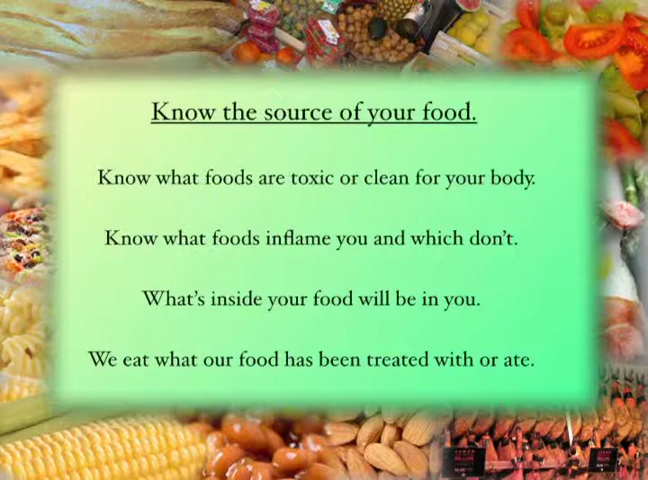 Know the source of your food.
Know what foods are toxic or clean for your body.
Know what foods inflame you and which don't.
What's inside your food will be in you.
We eat what our food has been treated with or ate.